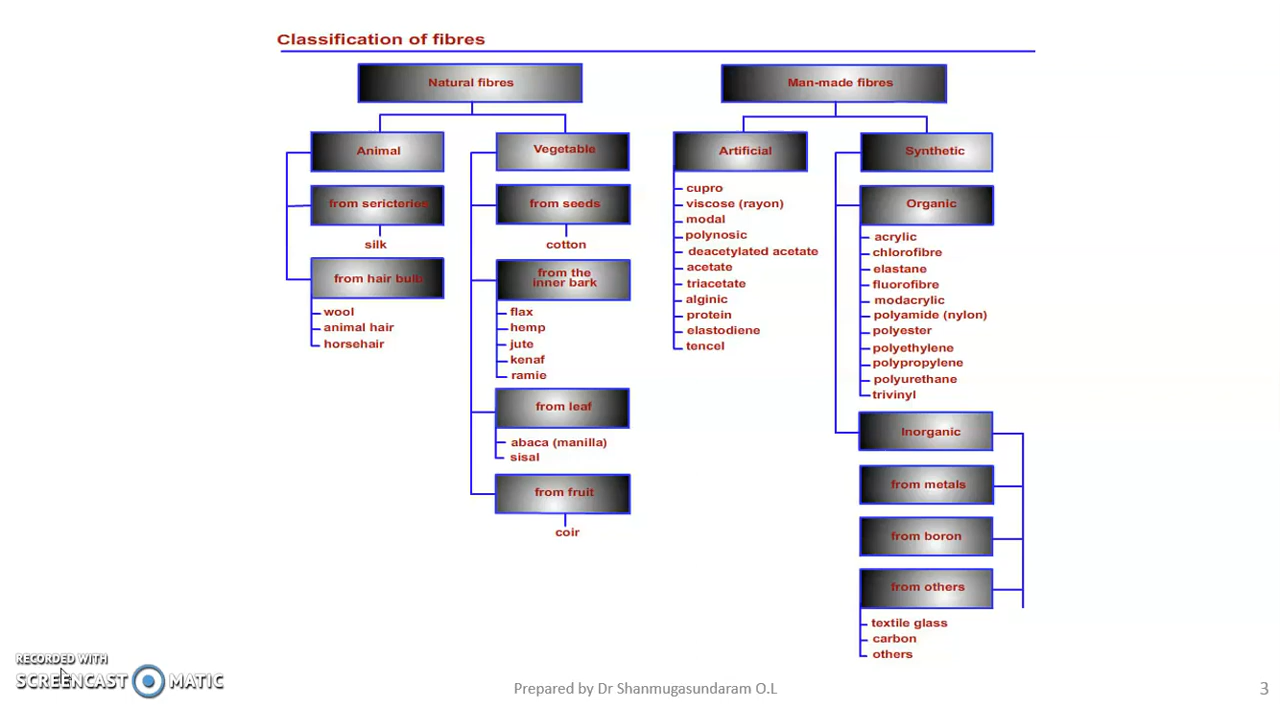 Classification of fibres
Natural fibres
Animal
from sericteries
silk
from hair bulb
wool
animal hair
horsehair
Vegetable
from seeds
cotton
from the
inner bark
flax
hemp
jute
kenaf
ramie
from leaf
abaca (manilla)
sisal
from fruit
coir
Man-made fibres
Artificial
cupro
viscose (rayon)
modal
polynosic
deacetylated acetate
acetate
triacetate
alginic
protein
elastodiene
tencel
Synthetic
Organic
acrylic
chlorofibre
elastane
fluorofibre
modacrylic
polyamide (nylon)
polyester
polyethylene
polypropylene
polyurethane
trivinyl
Inorganic
from metals
from boron
from others
textile glass
carbon
others
RECORDED WITH
SCREENCAST MATIC
Prepared by Dr Shanmugasundaram O.L
3